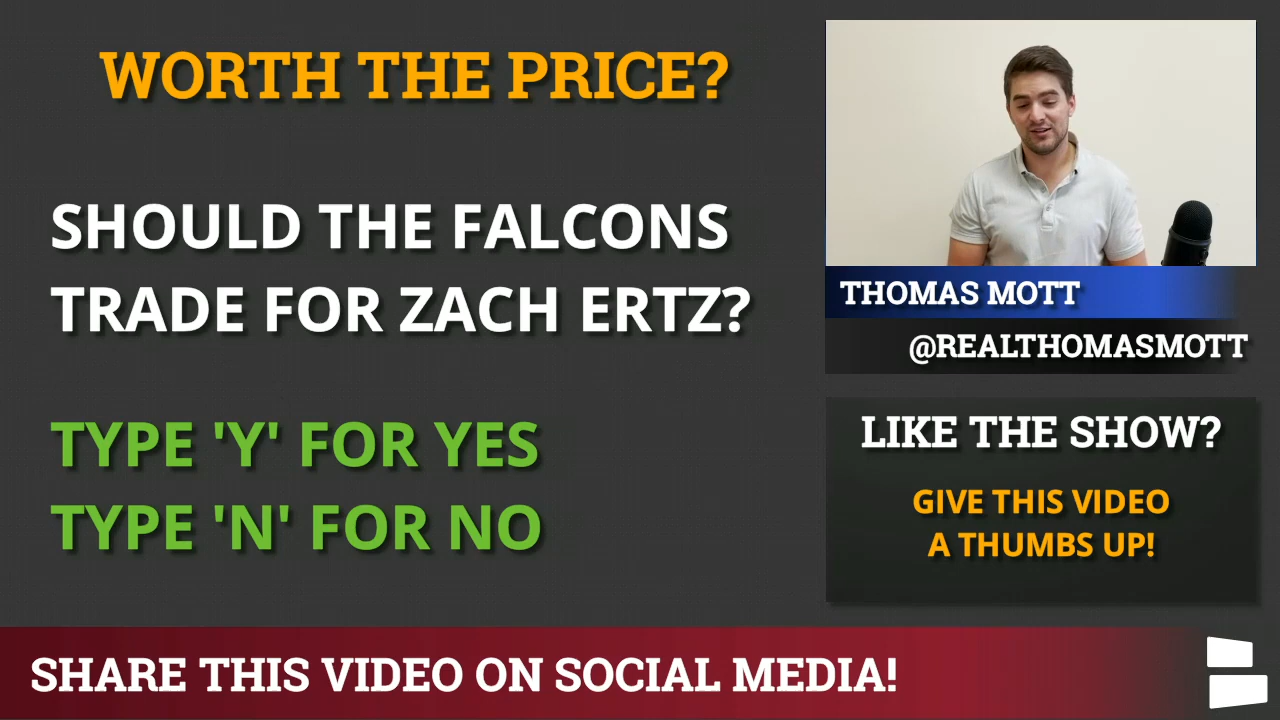 WORTH THE PRICE?
SHOULD THE FALCONS
TRADE FOR ZACH ERTZ?
TYPE 'Y' FOR YES
TYPE 'N' FOR NO
THOMAS MOTT
@REALTHOMASMOTT
LIKE THE SHOW?
GIVE THIS VIDEO
A THUMBS UP!
SHARE THIS VIDEO ON SOCIAL MEDIA!